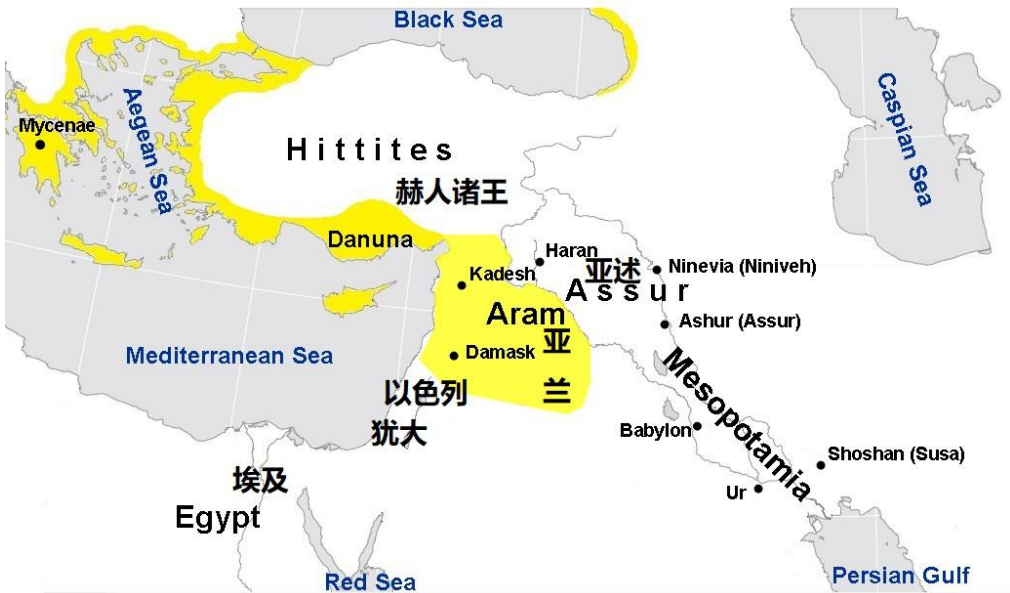 Black Sea
Caspian Sea
Aegean Sea
Mycenae
Hittites
赫人诸王
Danuna
Haran
Kadesh
亚述
Assur
Ninevia (Niniveh)
Aram
亚兰
Ashur (Assur)
Mediterranean Sea
Damask
以色列
犹大
Mesopotamia
Babylon
Shoshan (Susa)
Ur
埃及
Egypt
Red Sea
Persian Gulf